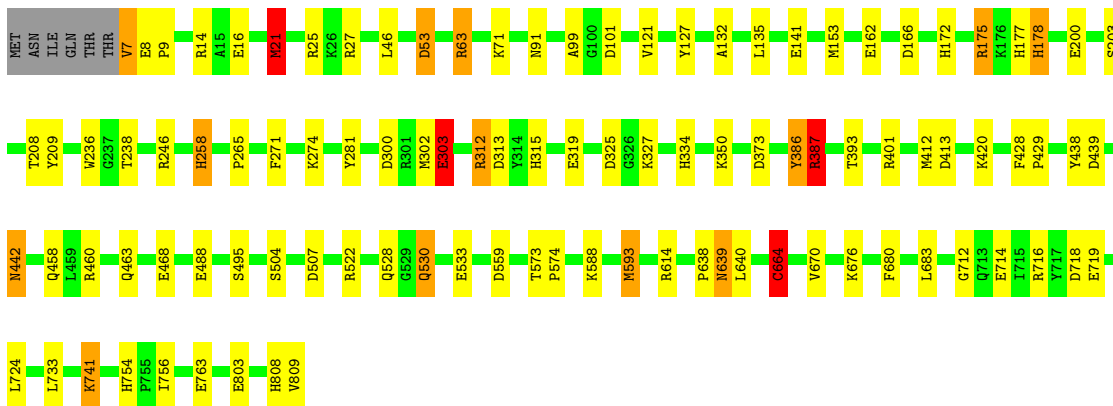 MET ASN ILE GLN THR THR V7 E8 P9 R14 A15 E16 M21 R25 K26 R27 L46 D53 R63 K71 N91 A99 G100 D101 V121 Y127 A132 L135 E141 M153 E162 D166 H172 R175 K176 H177 H178 E200 S203
T208 Y209 W236 G237 T238 R246 H258 P265 F271 K274 Y281 D300 R301 M302 E303 R312 D313 Y314 H315 E319 D325 G326 K327 H334 K350 D373 Y386 R387 T393 R401 M412 D413 K420 F428 P429 Y438 D439
N442 Q458 L459 R460 Q463 E468 E488 S495 S504 D507 R522 Q528 G529 Q530 E533 D559 T573 P574 K588 M593 R614 P638 N639 L640 C664 V670 K676 F680 L683 G712 Q713 E714 I715 R716 Y717 D718 E719
L724 L733 K741 H754 P755 I756 E763 E803 H808 V809